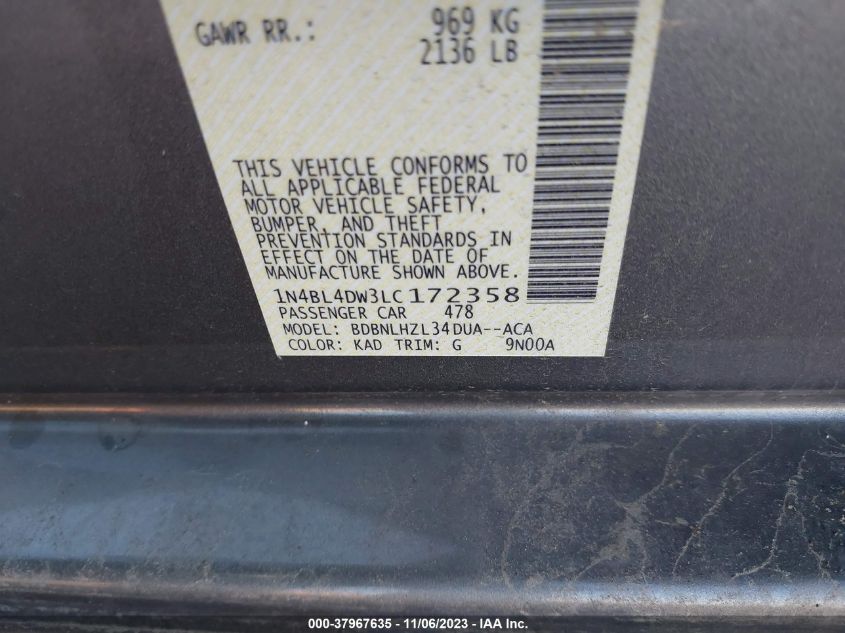 GAWR RR.: 969 KG
2136 LB
THIS VEHICLE CONFORMS TO
ALL APPLICABLE FEDERAL
MOTOR VEHICLE SAFETY,
BUMPER, AND THEFT
PREVENTION STANDARDS IN
EFFECT ON THE DATE OF
MANUFACTURE SHOWN ABOVE.
1N4BL4DW3LC172358
PASSENGER CAR 478
MODEL: BDBNLHZL34DUA--ACA
COLOR: KAD TRIM: G 9N00A
000-37967635 - 11/06/2023 - IAA Inc.